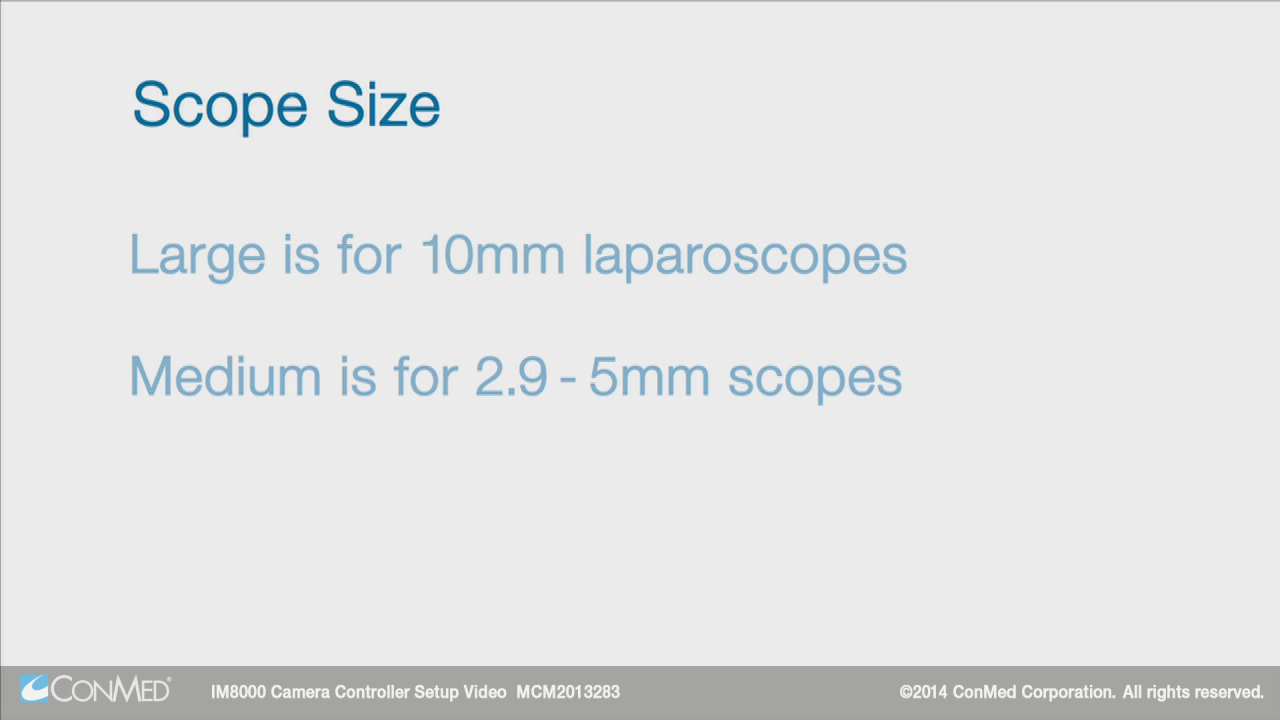 Scope Size
Large is for 10mm laparoscopes
Medium is for 2.9 - 5mm scopes
CONMED® IM8000 Camera Controller Setup Video MCM2013283 ©2014 ConMed Corporation. All rights reserved.